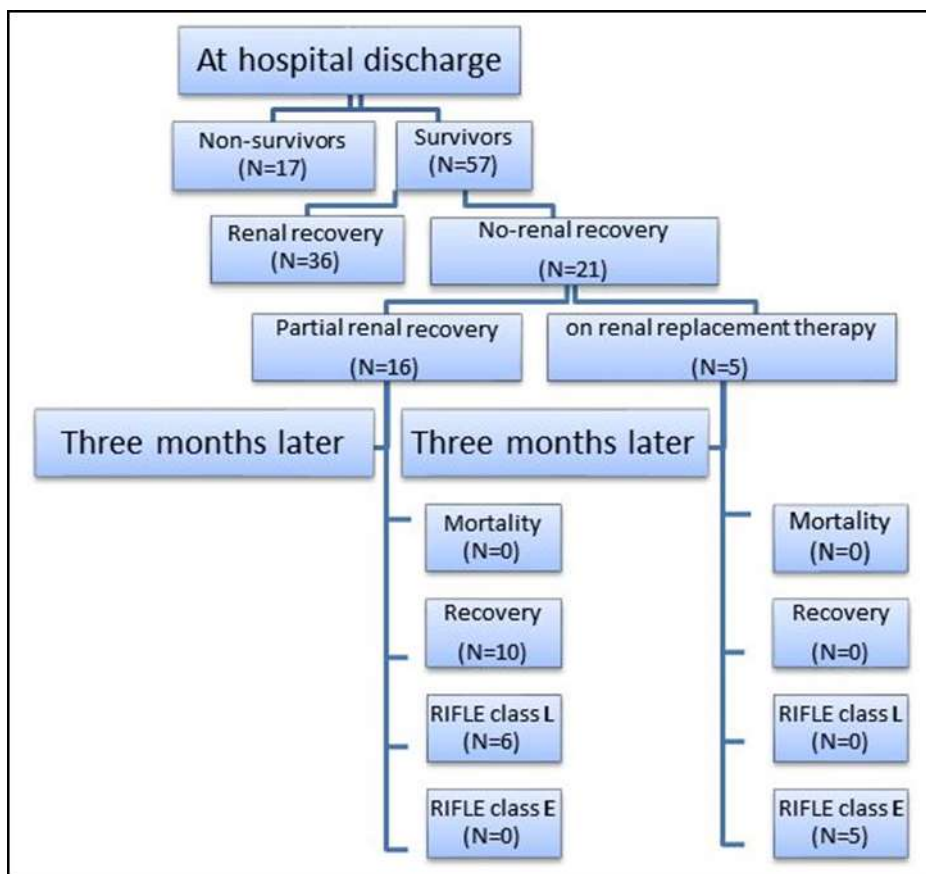 At hospital discharge
Non-survivors
(N=17)
Survivors
(N=57)
Renal recovery
(N=36)
No-renal recovery
(N=21)
Partial renal recovery
(N=16)
on renal replacement therapy
(N=5)
Three months later
Three months later
Mortality
(N=0)
Mortality
(N=0)
Recovery
(N=10)
Recovery
(N=0)
RIFLE class L
(N=6)
RIFLE class L
(N=0)
RIFLE class E
(N=0)
RIFLE class E
(N=5)